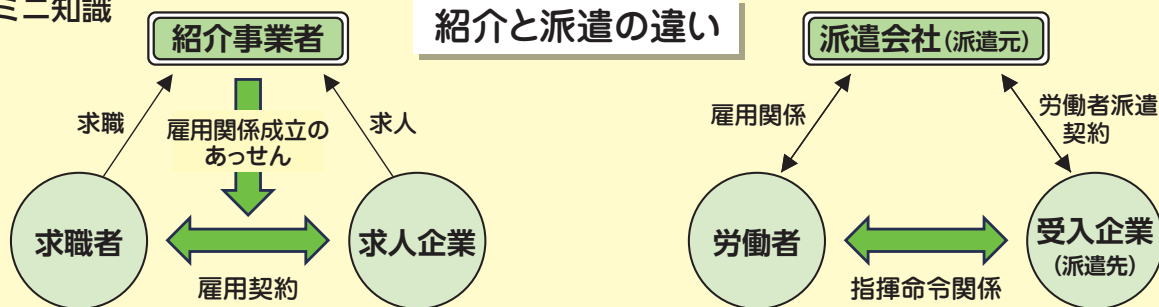 ミニ知識
紹介と派遣の違い
紹介事業者
求職
雇用関係成立の
あっせん
求人
求職者
求人企業
雇用契約
派遣会社(派遣元)
雇用関係
労働者派遣
契約
労働者
受入企業
(派遣先)
指揮命令関係